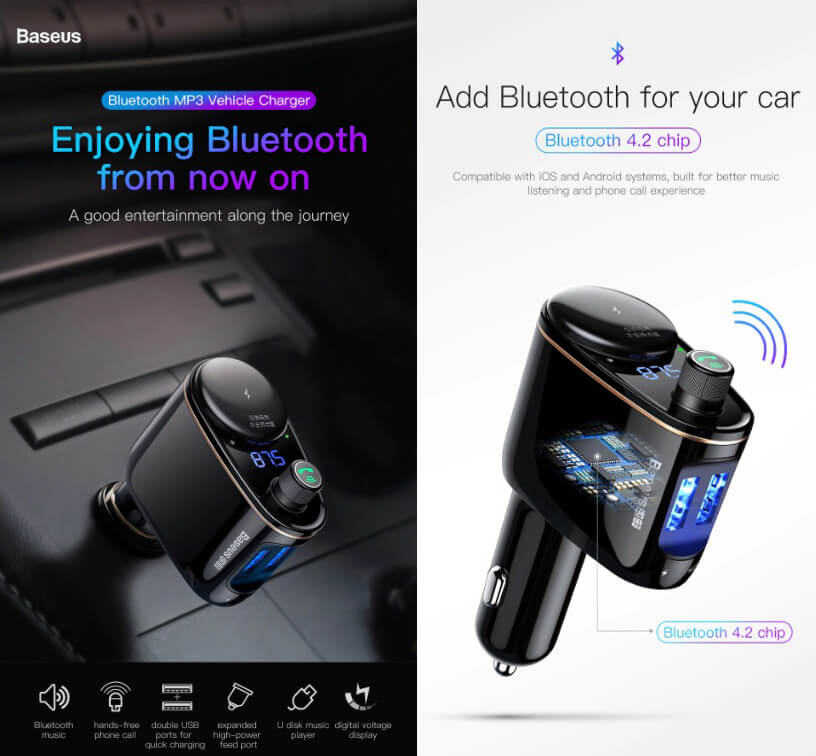 Baseus
Bluetooth MP3 Vehicle Charger
Enjoying Bluetooth
from now on
A good entertainment along the journey
87.5
Baseus
Bluetooth
music
hands-free
phone call
double USB
ports for
quick charging
expanded
high-power
feed port
U disk music
player
digital voltage
display
Add Bluetooth for your car
Bluetooth 4.2 chip
Compatible with iOS and Android systems, built for better music
listening and phone call experience
87.5
Bluetooth 4.2 chip